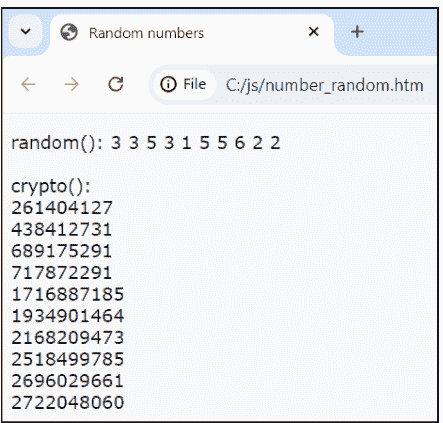 Random numbers
File C:/js/number_random.htm
random(): 3 3 5 3 1 5 5 6 2 2
crypto():
261404127
438412731
689175291
717872291
1716887185
1934901464
2168209473
2518499785
2696029661
2722048060